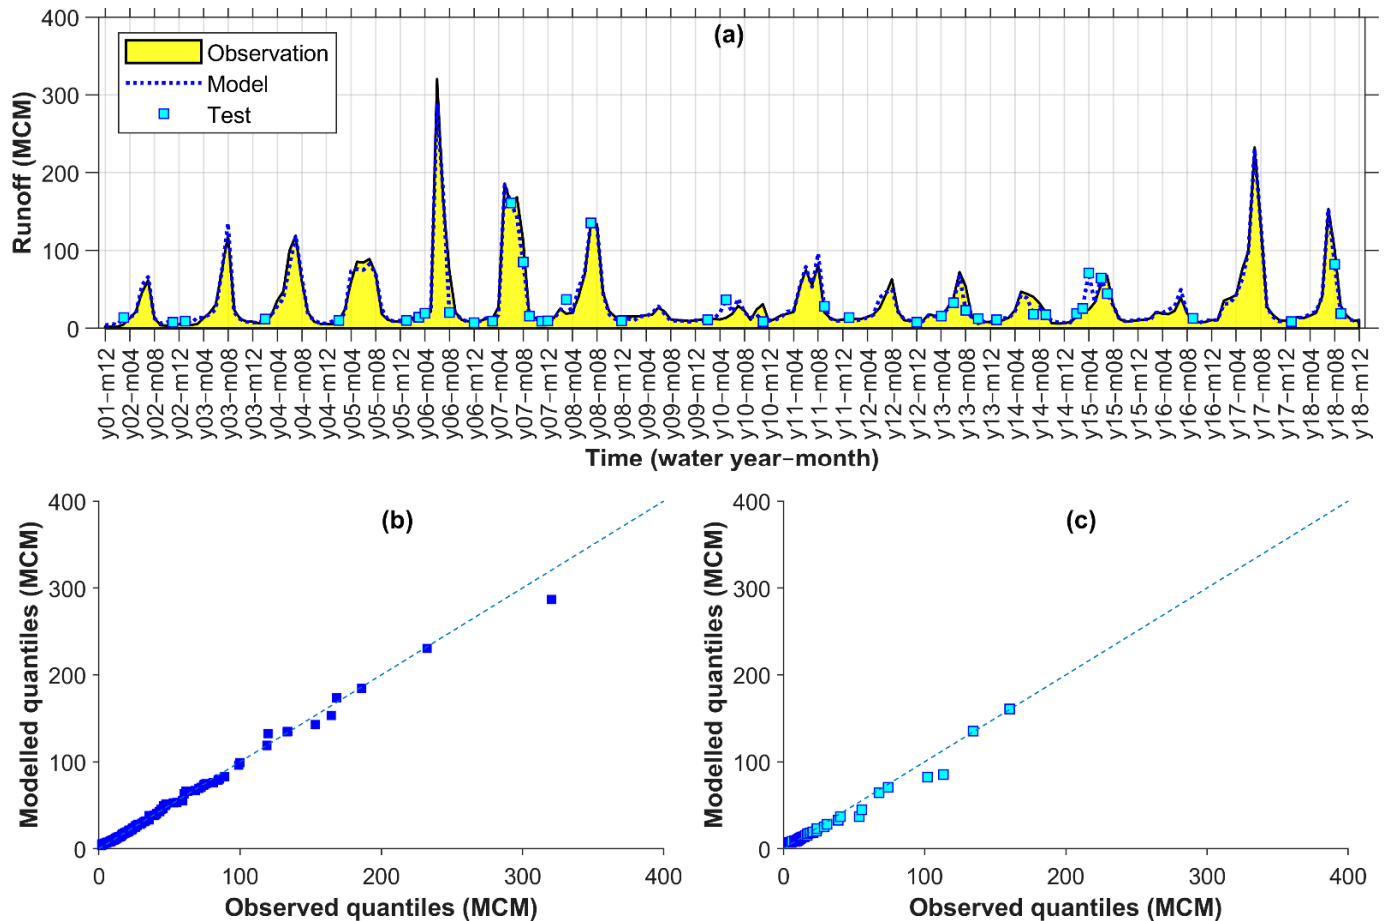 400
300
200
100
0
Runoff (MCM)
(a)
Observation
Model
Test
y01−m12
y02−m04
y02−m08
y02−m12
y03−m04
y03−m08
y03−m12
y04−m04
y04−m08
y04−m12
y05−m04
y05−m08
y05−m12
y06−m04
y06−m08
y06−m12
y07−m04
y07−m08
y07−m12
y08−m04
y08−m08
y08−m12
y09−m04
y09−m08
y09−m12
y10−m04
y10−m08
y10−m12
y11−m04
y11−m08
y11−m12
y12−m04
y12−m08
y12−m12
y13−m04
y13−m08
y13−m12
y14−m04
y14−m08
y14−m12
y15−m04
y15−m08
y15−m12
y16−m04
y16−m08
y16−m12
y17−m04
y17−m08
y17−m12
y18−m04
y18−m08
y18−m12
Time (water year−month)
400
300
200
100
0
Modelled quantiles (MCM)
(b)
0
100
200
300
400
Observed quantiles (MCM)
400
300
200
100
0
Modelled quantiles (MCM)
(c)
0
100
200
300
400
Observed quantiles (MCM)